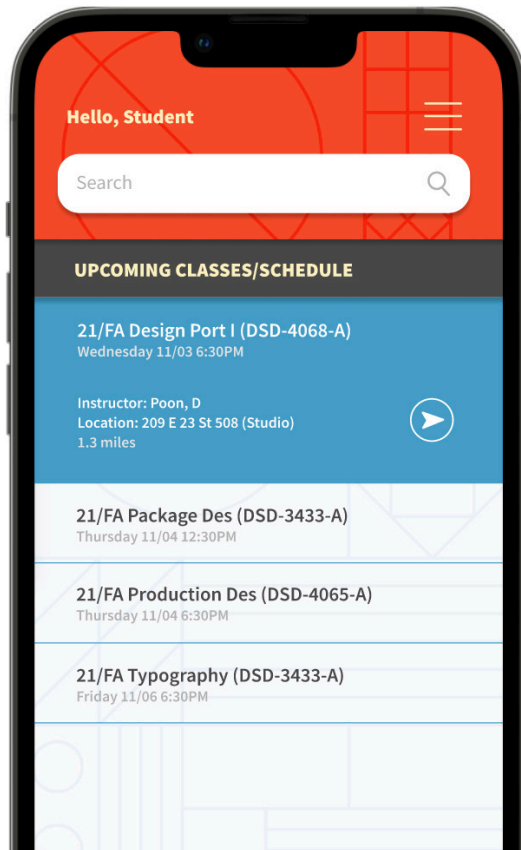 Hello, Student
Search
UPCOMING CLASSES/SCHEDULE
21/FA Design Port I (DSD-4068-A)
Wednesday 11/03 6:30PM
Instructor: Poon, D
Location: 209 E 23 St 508 (Studio)
1.3 miles
21/FA Package Des (DSD-3433-A)
Thursday 11/04 12:30PM
21/FA Production Des (DSD-4065-A)
Thursday 11/04 6:30PM
21/FA Typography (DSD-3433-A)
Friday 11/06 6:30PM